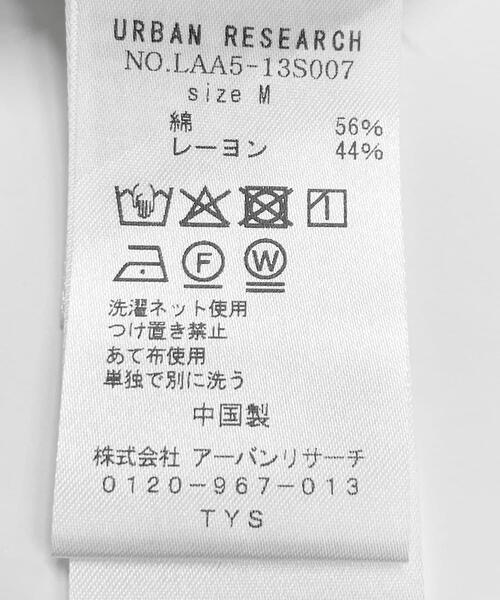 URBAN RESEARCH
NO.LAA5-13S007
size M
綿 56%
レーヨン 44%
F W
洗濯ネット使用
つけ置き禁止
あて布使用
単独で別に洗う
中国製
株式会社 アーバンリサーチ
0120-967-013
TYS